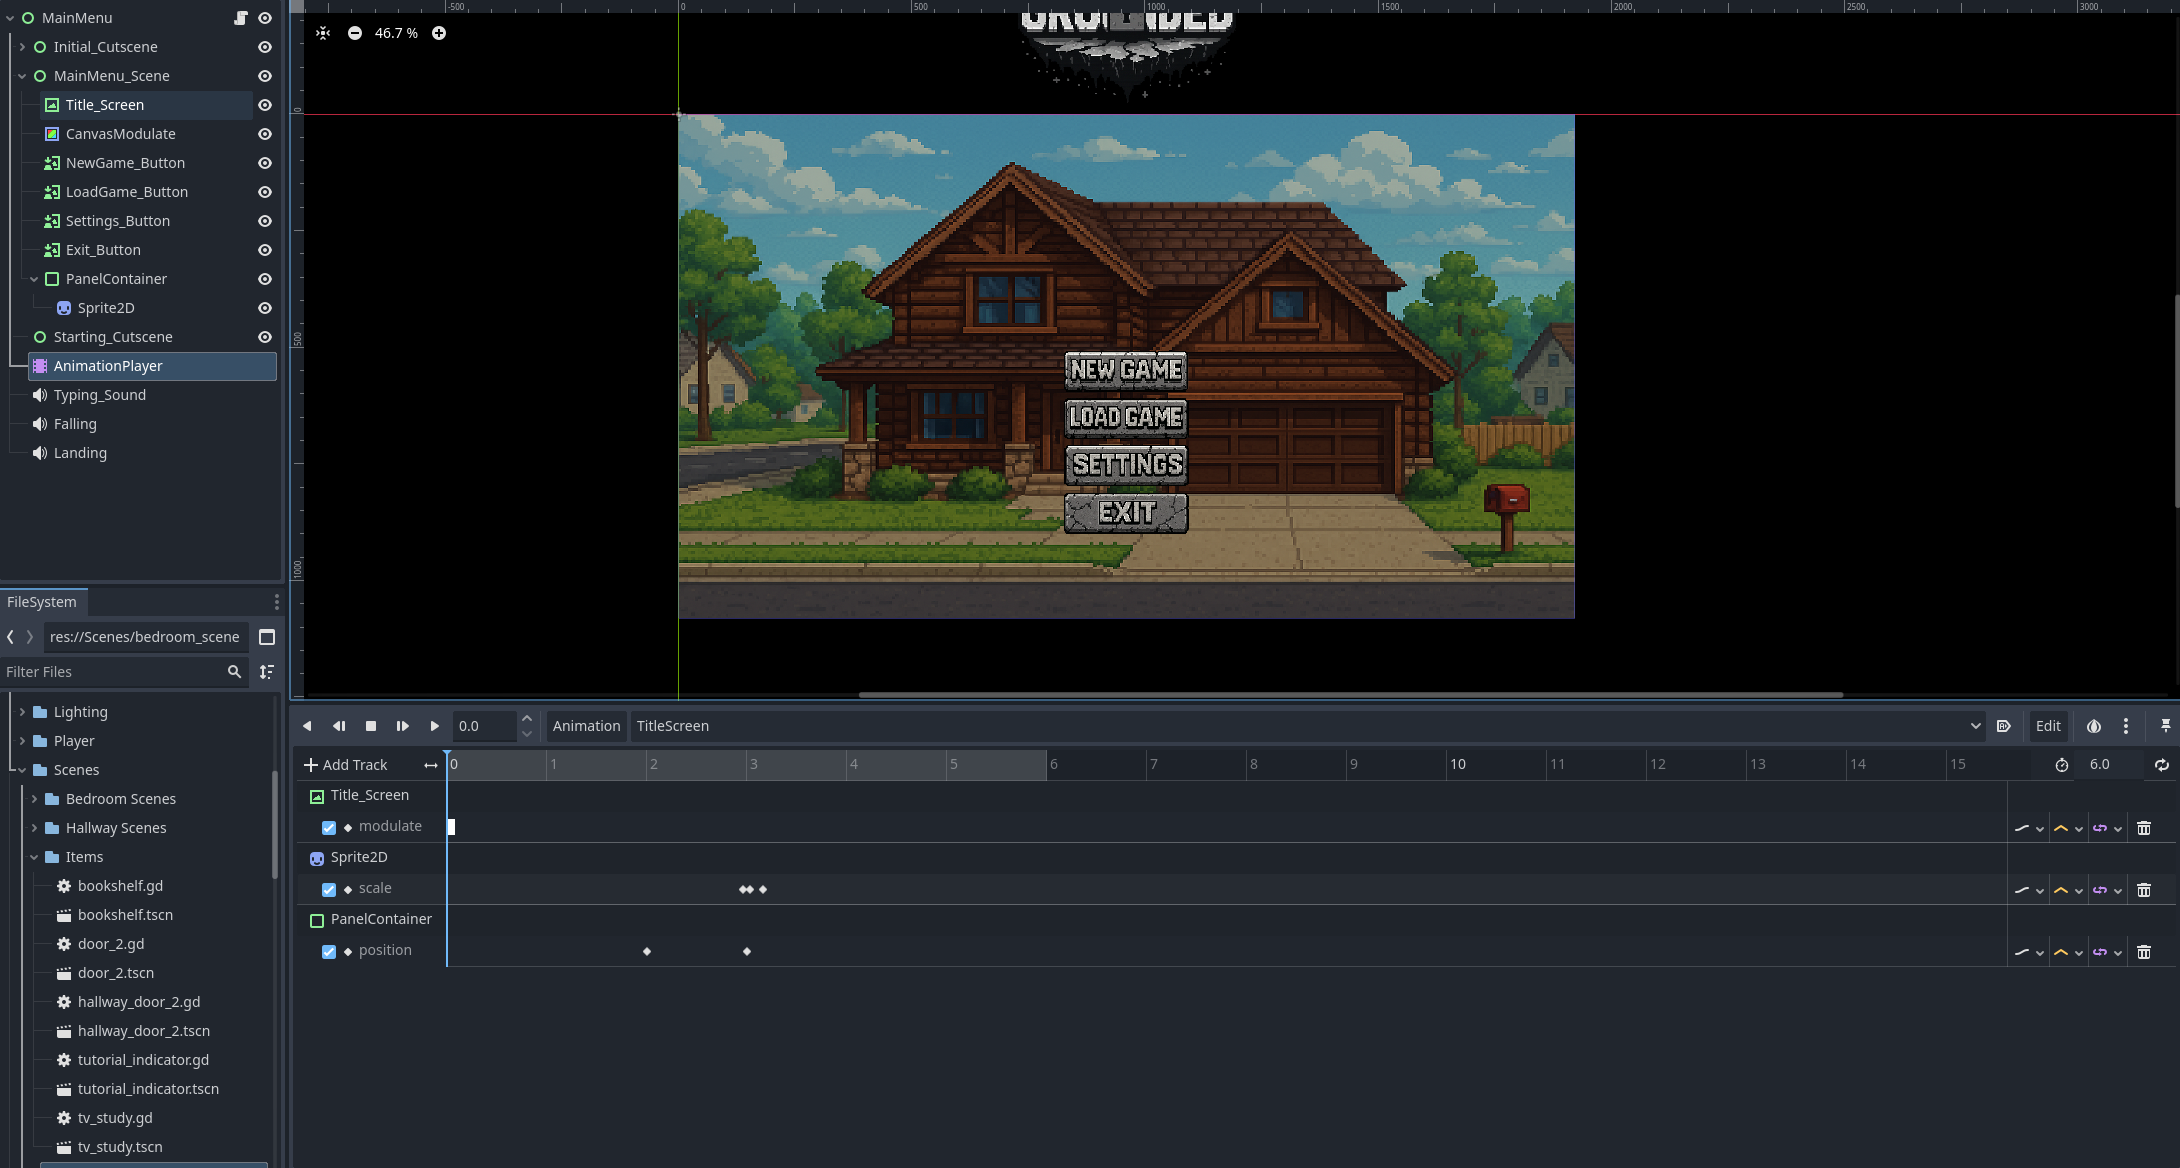 MainMenu
Initial_Cutscene
MainMenu_Scene
Title_Screen
CanvasModulate
NewGame_Button
LoadGame_Button
Settings_Button
Exit_Button
PanelContainer
Sprite2D
Starting_Cutscene
AnimationPlayer
Typing_Sound
Falling
Landing
FileSystem
res://Scenes/bedroom_scene
Filter Files
Lighting
Player
Scenes
Bedroom Scenes
Hallway Scenes
Items
bookshelf.gd
bookshelf.tscn
door_2.gd
door_2.tscn
hallway_door_2.gd
hallway_door_2.tscn
tutorial_indicator.gd
tutorial_indicator.tscn
tv_study.gd
tv_study.tscn
-500 0 500 1000 1500 2000 2500 3000
46.7 %
0
500
1000
NEW GAME
LOAD GAME
SETTINGS
EXIT
0.0 Animation TitleScreen Edit
Add Track 0 1 2 3 4 5 6 7 8 9 10 11 12 13 14 15 6.0
Title_Screen
modulate
Sprite2D
scale
PanelContainer
position